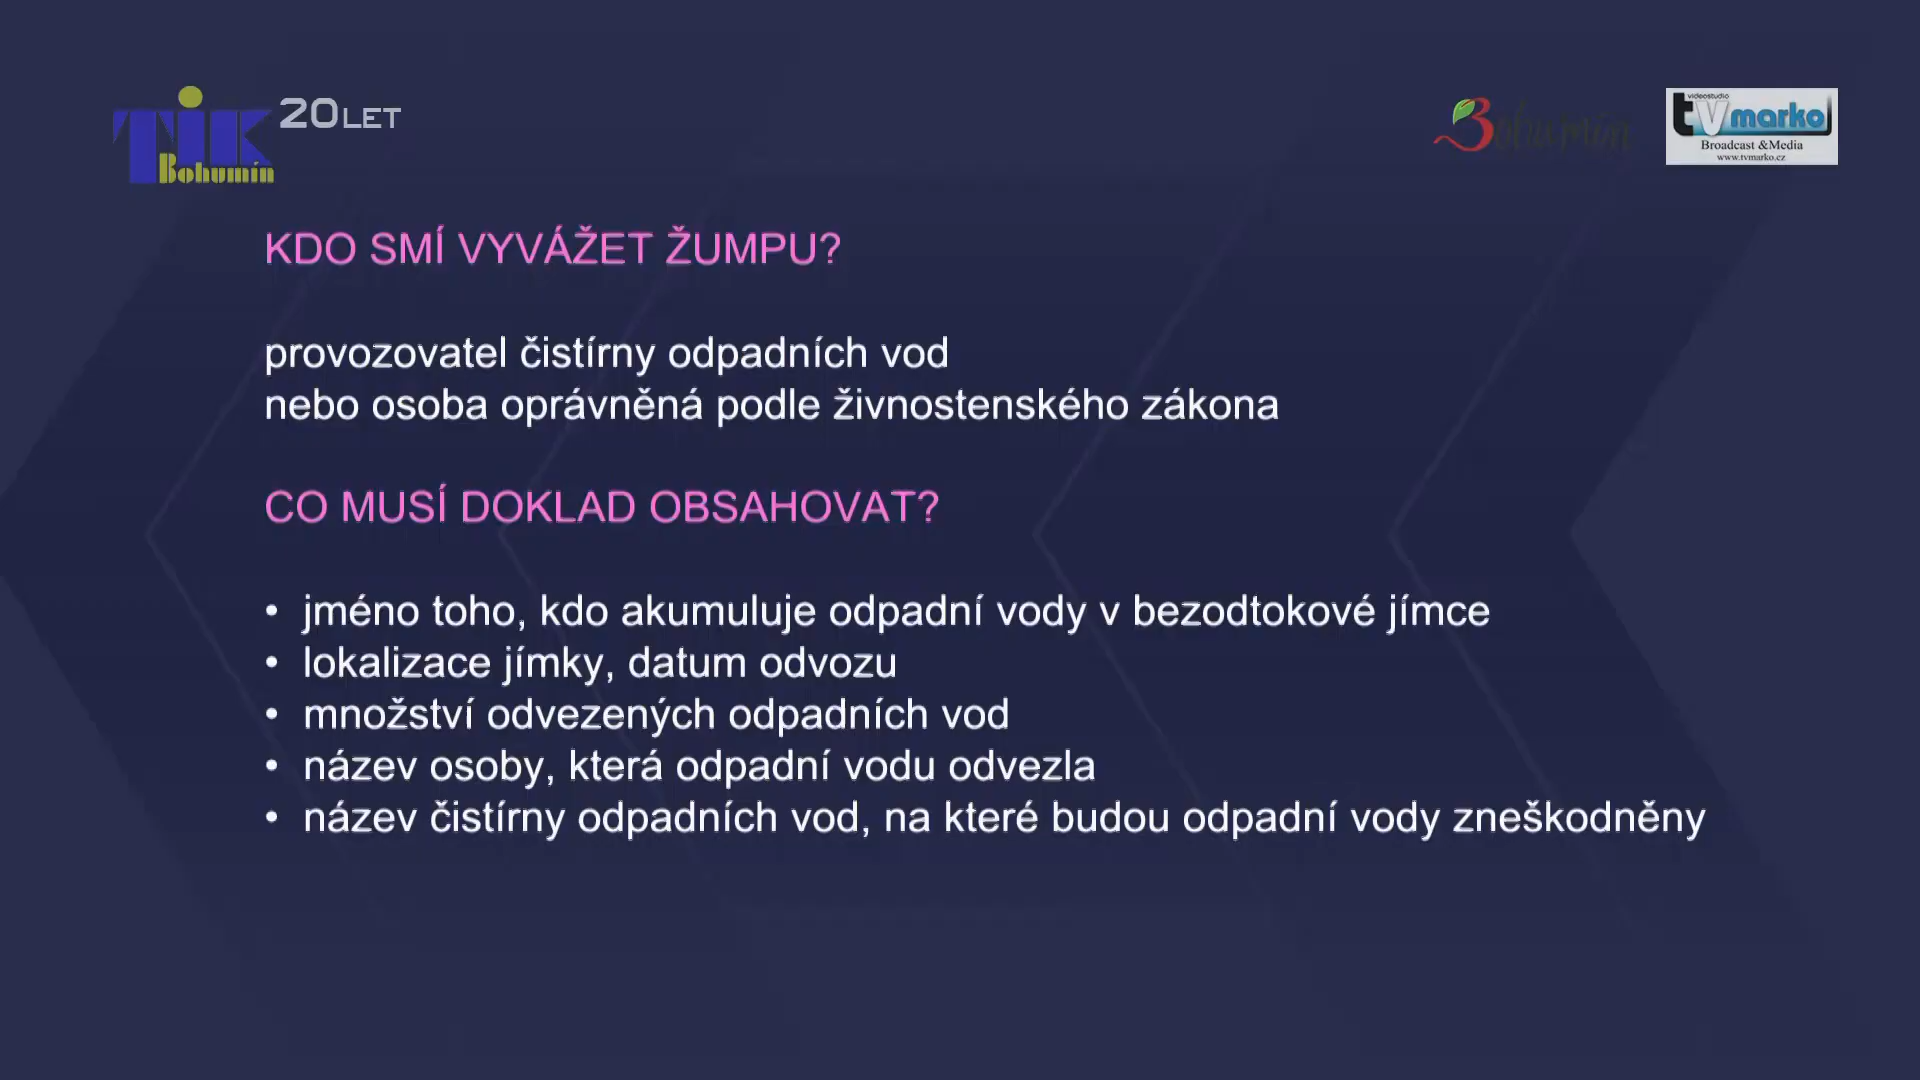 TiK 20 LET
Bohumín
Bohumín
videostudio
tvmarko
Broadcast &Media
www.tvmarko.cz
KDO SMÍ VYVÁŽET ŽUMPU?
provozovatel čistírny odpadních vod
nebo osoba oprávněná podle živnostenského zákona
CO MUSÍ DOKLAD OBSAHOVAT?
• jméno toho, kdo akumuluje odpadní vody v bezodtokové jímce
• lokalizace jímky, datum odvozu
• množství odvezených odpadních vod
• název osoby, která odpadní vodu odvezla
• název čistírny odpadních vod, na které budou odpadní vody zneškodněny